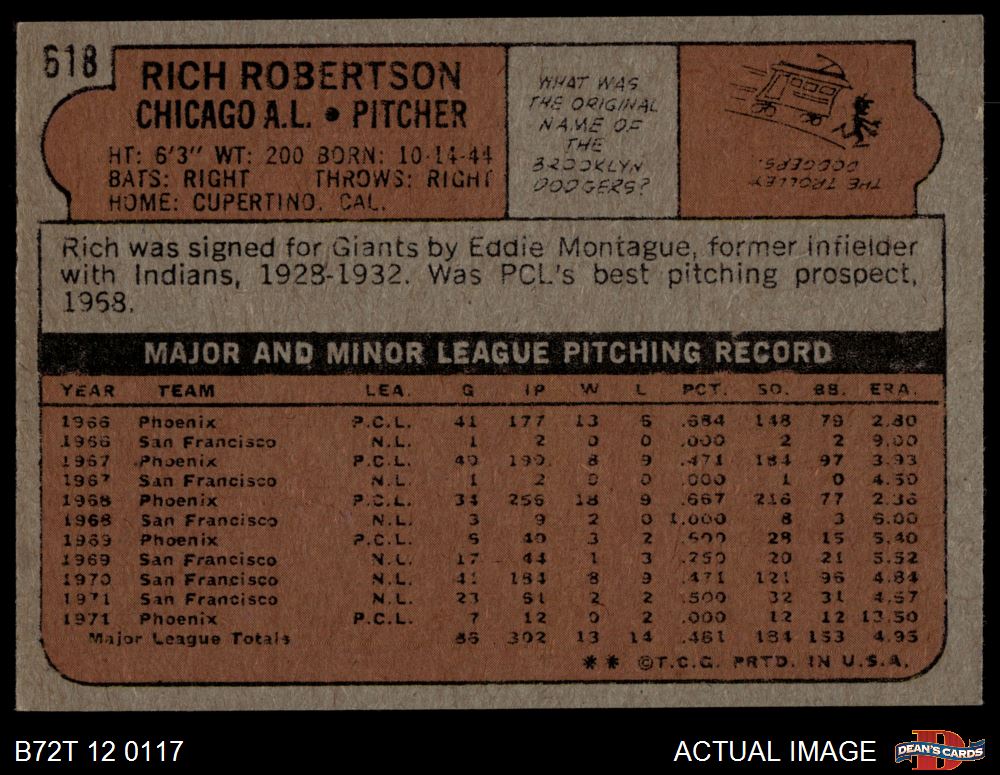 618
RICH ROBERTSON
CHICAGO A.L. • PITCHER
HT: 6'3" WT: 200 BORN: 10-14-44
BATS: RIGHT THROWS: RIGHT
HOME: CUPERTINO, CAL.
WHAT WAS
THE ORIGINAL
NAME OF
THE
BROOKLYN
DODGERS?
THE TROLLEY
DODGERS.
Rich was signed for Giants by Eddie Montague, former infielder
with Indians, 1928-1932. Was PCL's best pitching prospect,
1968.
MAJOR AND MINOR LEAGUE PITCHING RECORD
YEAR TEAM LEA. G IP W L PCT. SO. BB. ERA.
1966 Phoenix P.C.L. 41 177 13 6 .684 148 79 2.80
1966 San Francisco N.L. 1 2 0 0 .000 2 2 9.00
1967 Phoenix P.C.L. 40 190 8 9 .471 184 97 3.93
1967 San Francisco N.L. 1 2 0 0 .000 1 0 4.50
1968 Phoenix P.C.L. 34 256 18 9 .667 216 77 2.36
1968 San Francisco N.L. 3 9 2 0 1.000 8 3 6.00
1969 Phoenix P.C.L. 5 40 3 2 .600 28 15 5.40
1969 San Francisco N.L. 17 44 1 3 .250 20 21 5.52
1970 San Francisco N.L. 41 184 8 9 .471 121 96 4.84
1971 San Francisco N.L. 23 61 2 2 .500 32 31 4.57
1971 Phoenix P.C.L. 7 12 0 2 .000 12 12 13.50
Major League Totals 86 302 13 14 .481 184 153 4.95
** ©T.C.G. PRTD. IN U.S.A.
B72T 12 0117
ACTUAL IMAGE
DEAN'S CARDS